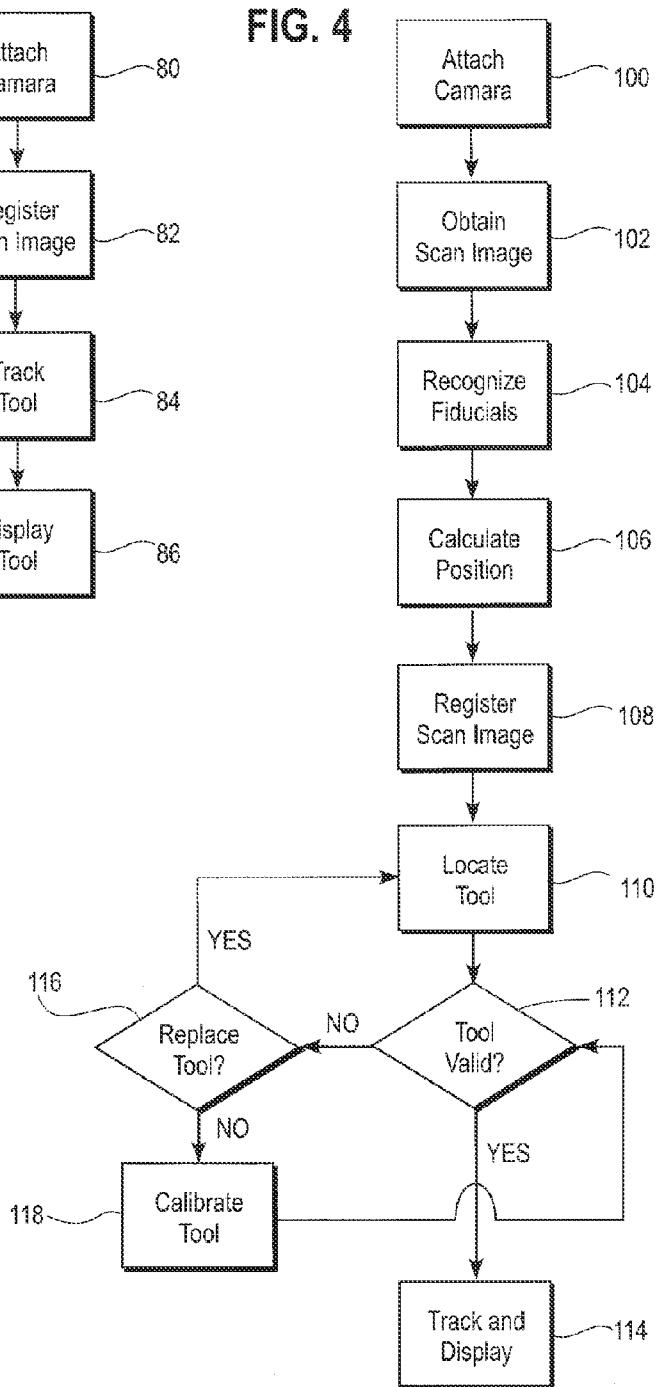 FIG. 4
ttach
amara
80
egister
n Image
82
Track
Tool
84
isplay
Tool
86
Attach
Camara
100
Obtain
Scan Image
102
Recognize
Fiducials
104
Calculate
Position
106
Register
Scan Image
108
Locate
Tool
110
YES
116
Replace
Tool?
NO
Tool
Valid?
112
NO
YES
118
Calibrate
Tool
Track and
Display
114